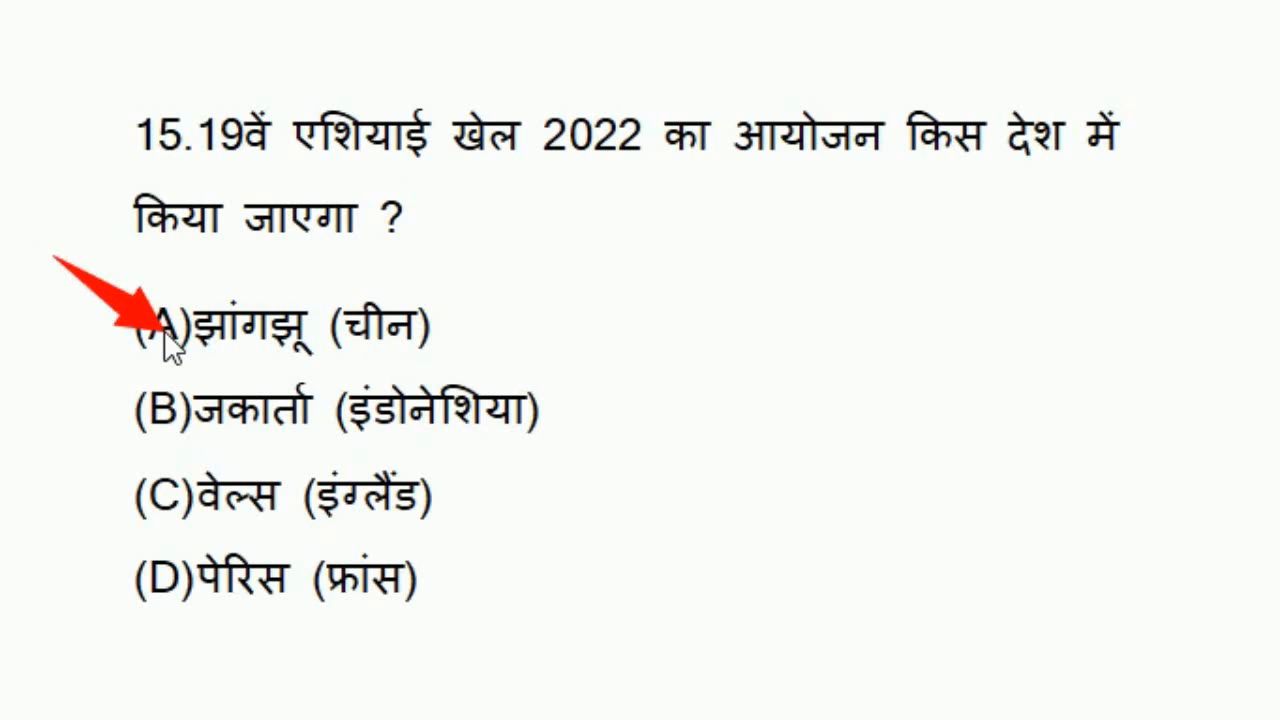 15.19वें एशियाई खेल 2022 का आयोजन किस देश में
किया जाएगा ?
(A)झांगझू (चीन)
(B)जकार्ता (इंडोनेशिया)
(C)वेल्स (इंग्लैंड)
(D)पेरिस (फ्रांस)